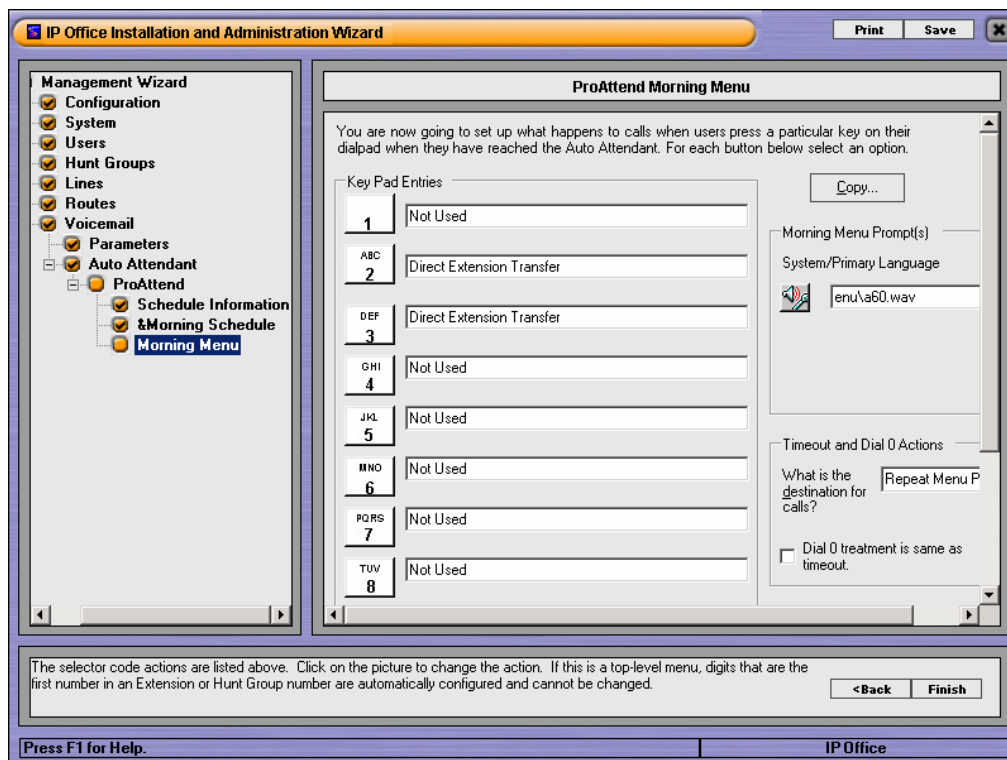 IP Office Installation and Administration Wizard
Print
Save
Management Wizard
Configuration
System
Users
Hunt Groups
Lines
Routes
Voicemail
Parameters
Auto Attendant
ProAttend
Schedule Information
&Morning Schedule
Morning Menu
ProAttend Morning Menu
You are now going to set up what happens to calls when users press a particular key on their
dialpad when they have reached the Auto Attendant. For each button below select an option.
Key Pad Entries
1
Not Used
ABC
2
Direct Extension Transfer
DEF
3
Direct Extension Transfer
GHI
4
Not Used
JKL
5
Not Used
MNO
6
Not Used
PQRS
7
Not Used
TUV
8
Not Used
Copy...
Morning Menu Prompt(s)
System/Primary Language
enu\a60.wav
Timeout and Dial 0 Actions
What is the
destination for
calls?
Repeat Menu P
Dial 0 treatment is same as
timeout.
The selector code actions are listed above. Click on the picture to change the action. If this is a top-level menu, digits that are the
first number in an Extension or Hunt Group number are automatically configured and cannot be changed.
<Back
Finish
Press F1 for Help.
IP Office